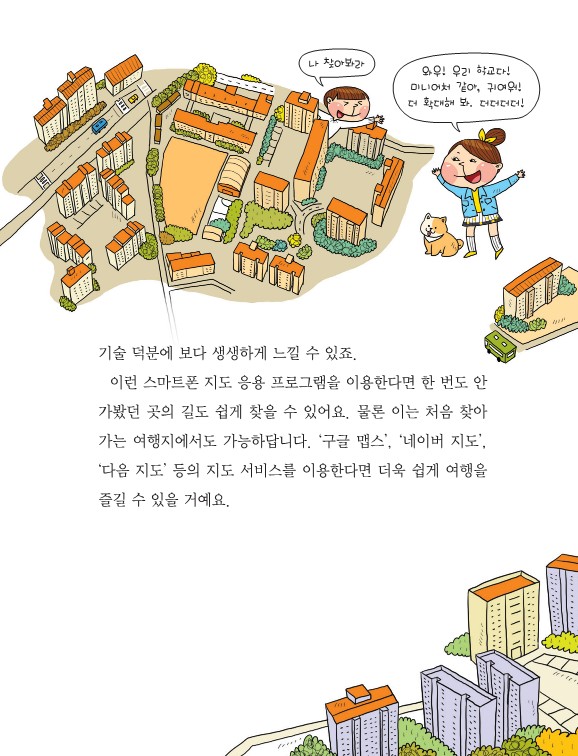 나 찾아봐라
와우! 우리 학교다!
미니어처 같아, 귀여워!
더 확대해 봐. 더더더더!
기술 덕분에 보다 생생하게 느낄 수 있죠.
이런 스마트폰 지도 응용 프로그램을 이용한다면 한 번도 안
가봤던 곳의 길도 쉽게 찾을 수 있어요. 물론 이는 처음 찾아
가는 여행지에서도 가능하답니다. ‘구글 맵스’, ‘네이버 지도’,
‘다음 지도’ 등의 지도 서비스를 이용한다면 더욱 쉽게 여행을
즐길 수 있을 거예요.